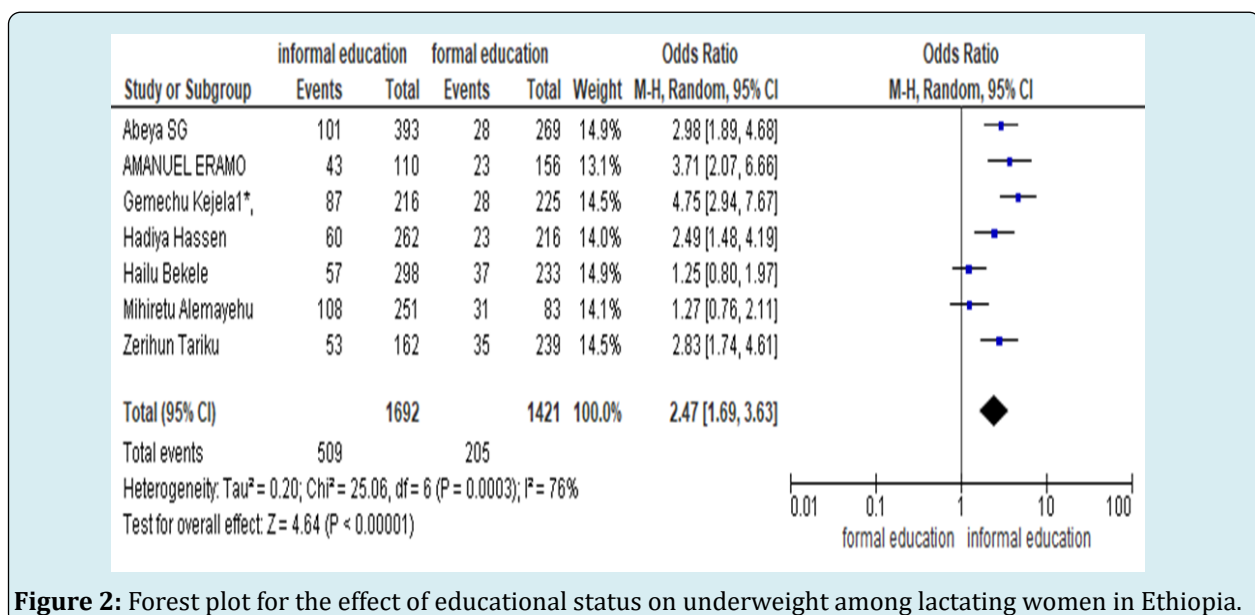 informal education formal education Odds Ratio Odds Ratio
Study or Subgroup Events Total Events Total Weight M-H, Random, 95% CI M-H, Random, 95% CI
Abeya SG 101 393 28 269 14.9% 2.98 [1.89, 4.68]
AMANUEL ERAMO 43 110 23 156 13.1% 3.71 [2.07, 6.66]
Gemechu Kejela1*, 87 216 28 225 14.5% 4.75 [2.94, 7.67]
Hadiya Hassen 60 262 23 216 14.0% 2.49 [1.48, 4.19]
Hailu Bekele 57 298 37 233 14.9% 1.25 [0.80, 1.97]
Mihiretu Alemayehu 108 251 31 83 14.1% 1.27 [0.76, 2.11]
Zerihun Tariku 53 162 35 239 14.5% 2.83 [1.74, 4.61]
Total (95% CI) 1692 1421 100.0% 2.47 [1.69, 3.63]
Total events 509 205
Heterogeneity: Tau² = 0.20; Chi² = 25.06, df = 6 (P = 0.0003); I² = 76%
Test for overall effect: Z = 4.64 (P < 0.00001)
0.01 0.1 1 10 100
formal education informal education
Figure 2: Forest plot for the effect of educational status on underweight among lactating women in Ethiopia.